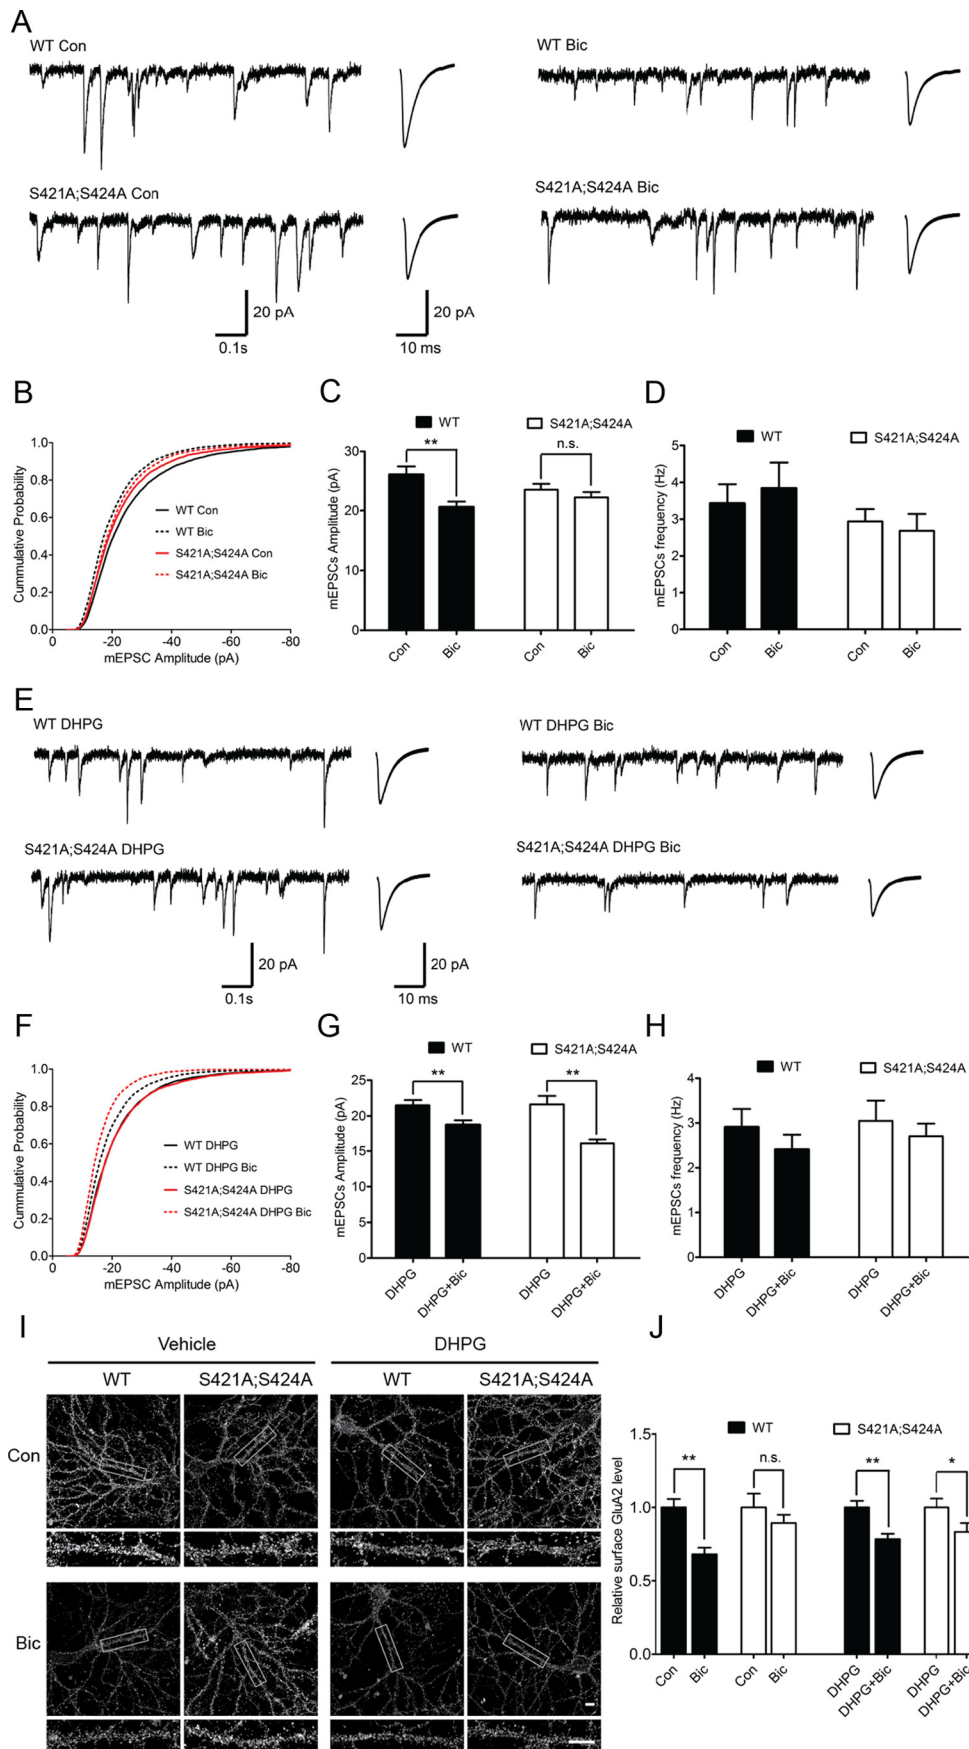 A
WT Con
WT Bic
S421A;S424A Con
S421A;S424A Bic
20 pA
0.1s
20 pA
10 ms
B
Cummulative Probability
1.0
0.8
0.6
0.4
0.2
0.0
0
-20
-40
-60
-80
mEPSC Amplitude (pA)
WT Con
WT Bic
S421A;S424A Con
S421A;S424A Bic
C
WT
S421A;S424A
mEPSCs Amplitude (pA)
30
20
10
0
**
n.s.
Con
Bic
Con
Bic
D
WT
S421A;S424A
mEPSCs frequency (Hz)
5
4
3
2
1
0
Con
Bic
Con
Bic
E
WT DHPG
WT DHPG Bic
S421A;S424A DHPG
S421A;S424A DHPG Bic
20 pA
0.1s
20 pA
10 ms
F
Cummulative Probability
1.0
0.8
0.6
0.4
0.2
0.0
0
-20
-40
-60
-80
mEPSC Amplitude (pA)
WT DHPG
WT DHPG Bic
S421A;S424A DHPG
S421A;S424A DHPG Bic
G
WT
S421A;S424A
mEPSCs Amplitude (pA)
25
20
15
10
5
0
**
**
DHPG
DHPG+Bic
DHPG
DHPG+Bic
H
WT
S421A;S424A
mEPSCs frequency (Hz)
4
3
2
1
0
DHPG
DHPG+Bic
DHPG
DHPG+Bic
I
Vehicle
DHPG
WT
S421A;S424A
WT
S421A;S424A
Con
Bic
J
WT
S421A;S424A
Relative surface GluA2 level
1.5
1.0
0.5
0.0
**
n.s.
**
*
Con
Bic
Con
Bic
DHPG
DHPG+Bic
DHPG
DHPG+Bic